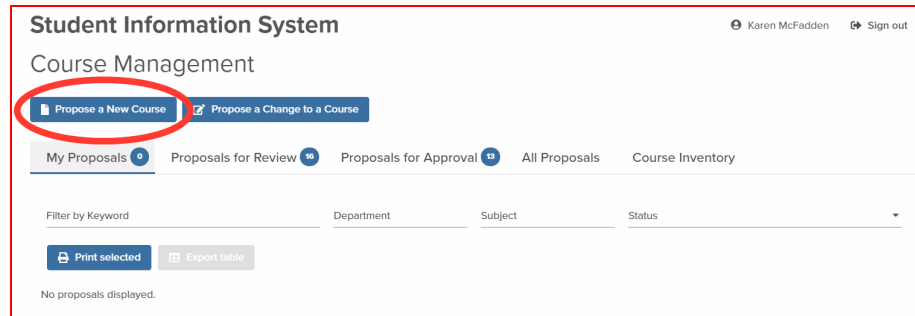 Student Information System
Karen McFadden Sign out
Course Management
Propose a New Course Propose a Change to a Course
My Proposals 0 Proposals for Review 16 Proposals for Approval 13 All Proposals Course Inventory
Filter by Keyword Department Subject Status
Print selected Export table
No proposals displayed.